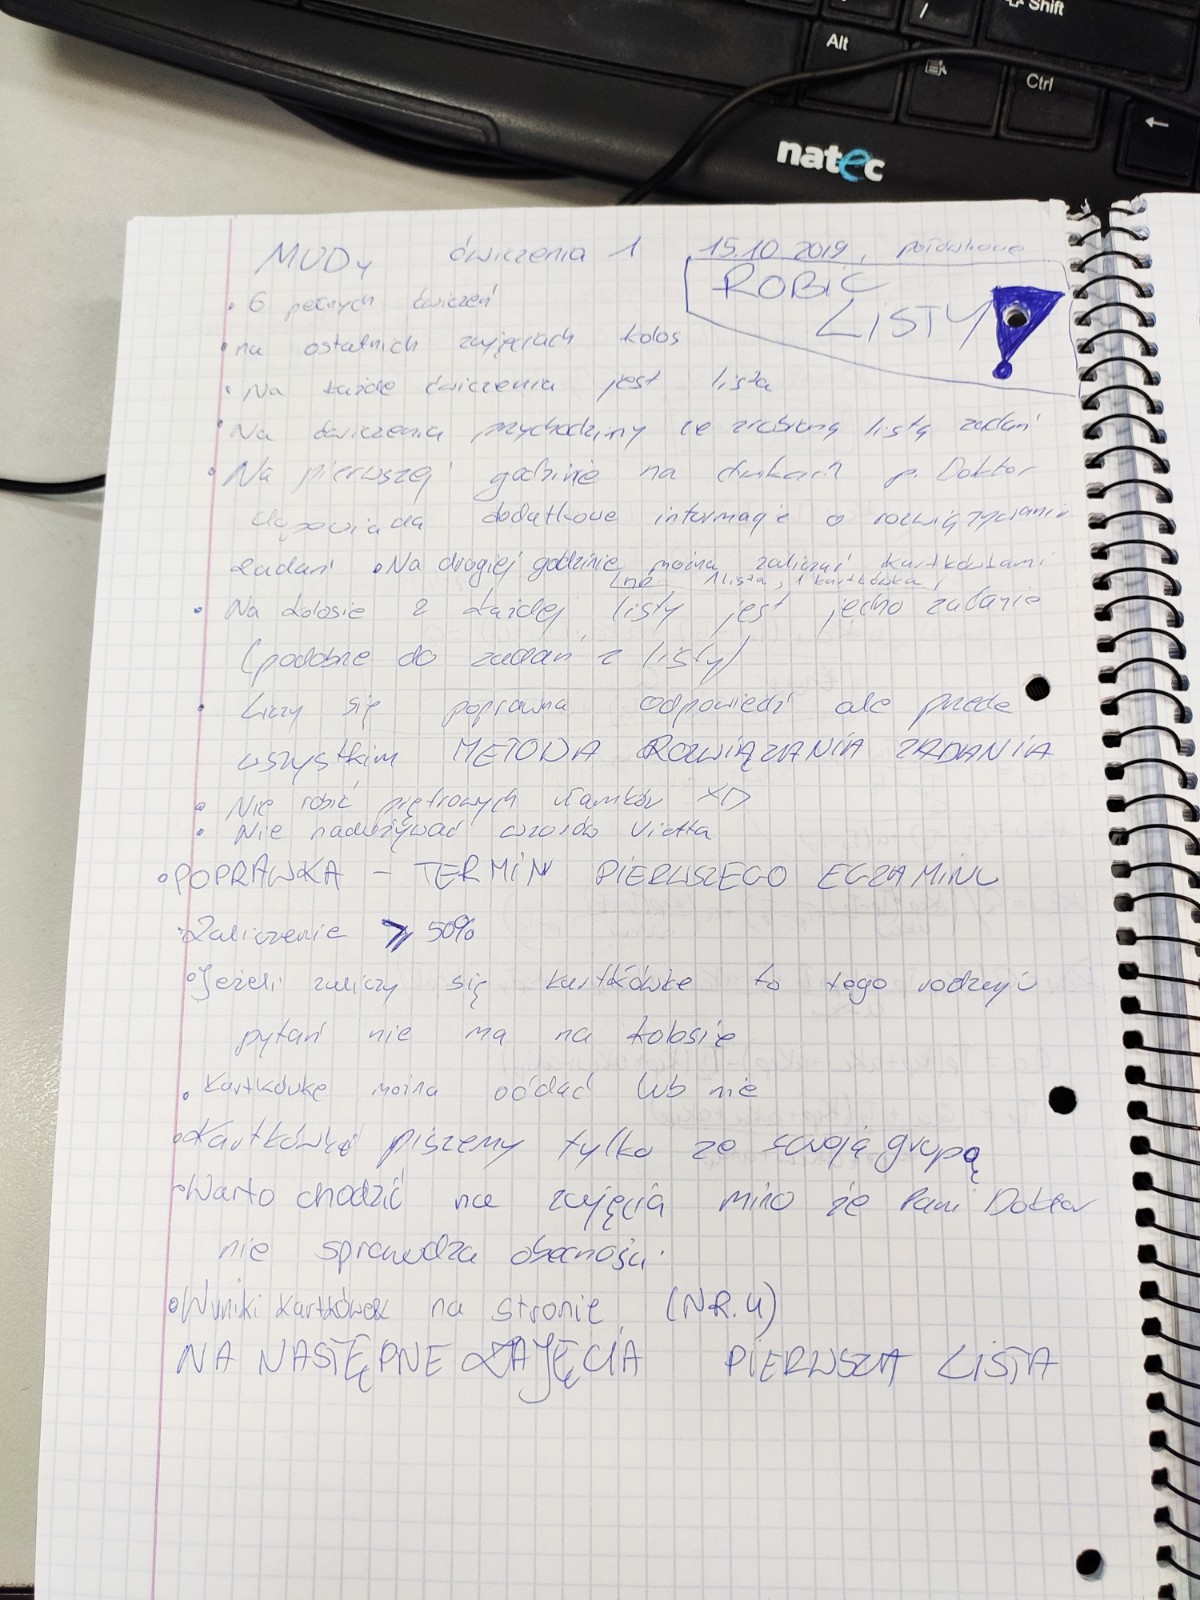 Shift
Alt
/
Ctrl
←
natec
MUDy ćwiczenia 1 15.10.2019,
ROBIĆ
LISTY!
• 6 pełnych ćwiczeń
• na ostatnich zajęciach kolos
• Na każde ćwiczenia jest lista
• Na ćwiczenia przychodzimy ze zrobioną listą zadań
• Na pierwszej godzinie na ćwikach p. Doktor
dopowiada dodatkowe informacje o rozwiązywaniu
zadań • Na drugiej godzinie można zaliczać kartkówkami
1 lista, 1 kartkówka
• Na kolosie z każdej listy jest jedno zadanie
(podobne do zadań z listy)
• Liczy się poprawna odpowiedź ale przede
wszystkim METODA ROZWIĄZANIA ZADANIA
• Nie robić piętrowych ułamków XD
• Nie nadużywać wzorów Vietta
• POPRAWKA – TERMIN PIERWSZEGO EGZAMINU
• Zaliczenie ⩾ 50%
• Jeżeli zaliczy się kartkówkę to tego rodzaju
pytań nie ma na kolosie
• Kartkówkę można oddać lub nie
• Kartkówki piszemy tylko ze swoją grupą
• Warto chodzić na zajęcia mimo że Pani Doktor
nie sprawdza obecności.
• Wyniki kartkówek na stronie (NR. U)
NA NASTĘPNE ZAJĘCIA PIERWSZA LISTA